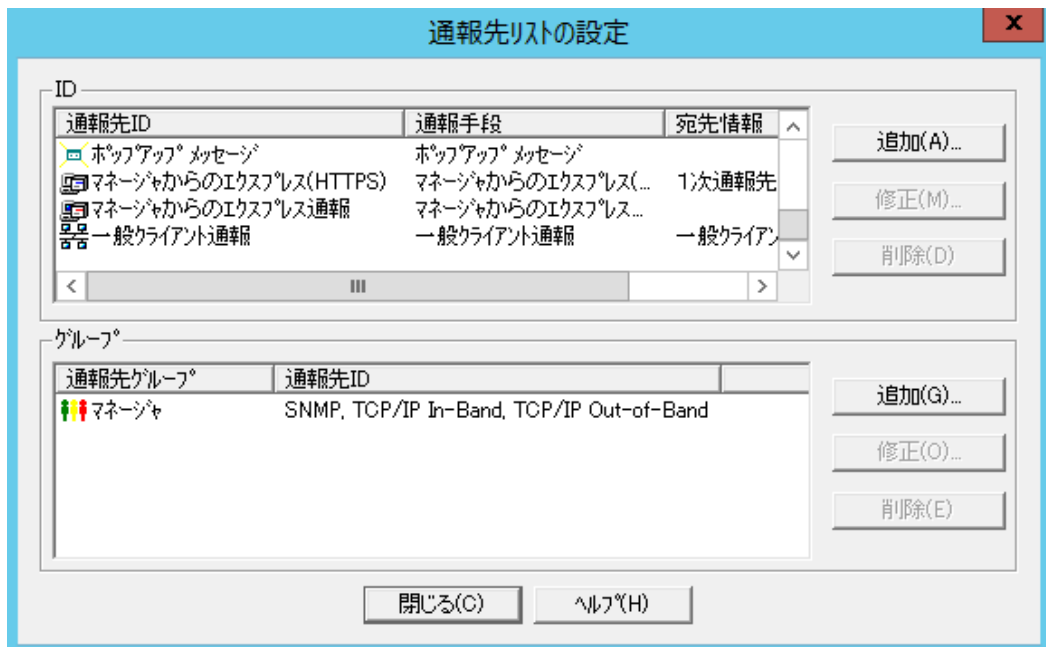 通報先ﾘｽﾄの設定
x
ID
通報先ID 通報手段 宛先情報
ﾎﾟｯﾌﾟｱｯﾌﾟ ﾒｯｾｰｼﾞ ﾎﾟｯﾌﾟｱｯﾌﾟ ﾒｯｾｰｼﾞ
ﾏﾈｰｼﾞｬからのｴｸｽﾌﾟﾚｽ(HTTPS) ﾏﾈｰｼﾞｬからのｴｸｽﾌﾟﾚｽ(... 1次通報先
ﾏﾈｰｼﾞｬからのｴｸｽﾌﾟﾚｽ通報 ﾏﾈｰｼﾞｬからのｴｸｽﾌﾟﾚｽ...
一般ｸﾗｲｱﾝﾄ通報 一般ｸﾗｲｱﾝﾄ通報 一般ｸﾗｲｱﾝ
追加(A)...
修正(M)...
削除(D)
ｸﾞﾙｰﾌﾟ
通報先ｸﾞﾙｰﾌﾟ 通報先ID
ﾏﾈｰｼﾞｬ SNMP, TCP/IP In-Band, TCP/IP Out-of-Band
追加(G)...
修正(O)...
削除(E)
閉じる(C) ﾍﾙﾌﾟ(H)